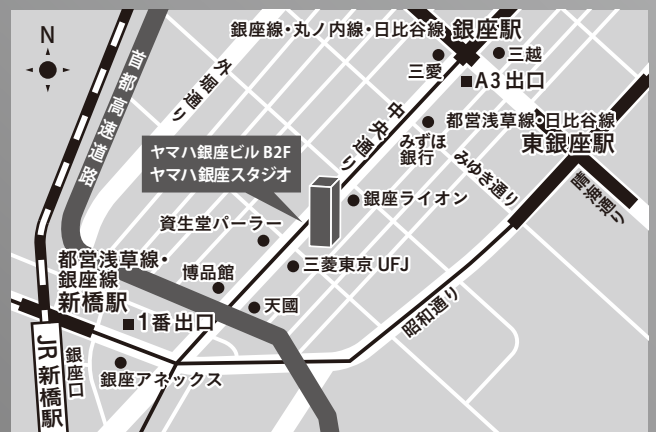 N
銀座線・丸ノ内線・日比谷線 銀座駅
三愛
三越
■A3出口
首都高速道路
外堀通り
中央通り
みずほ
銀行
都営浅草線・日比谷線
東銀座駅
みゆき通り
晴海通り
ヤマハ銀座ビル B2F
ヤマハ銀座スタジオ
銀座ライオン
資生堂パーラー
三菱東京 UFJ
博品館
天國
昭和通り
都営浅草線・
銀座線
新橋駅
■1番出口
JR新橋駅
銀座口
銀座アネックス